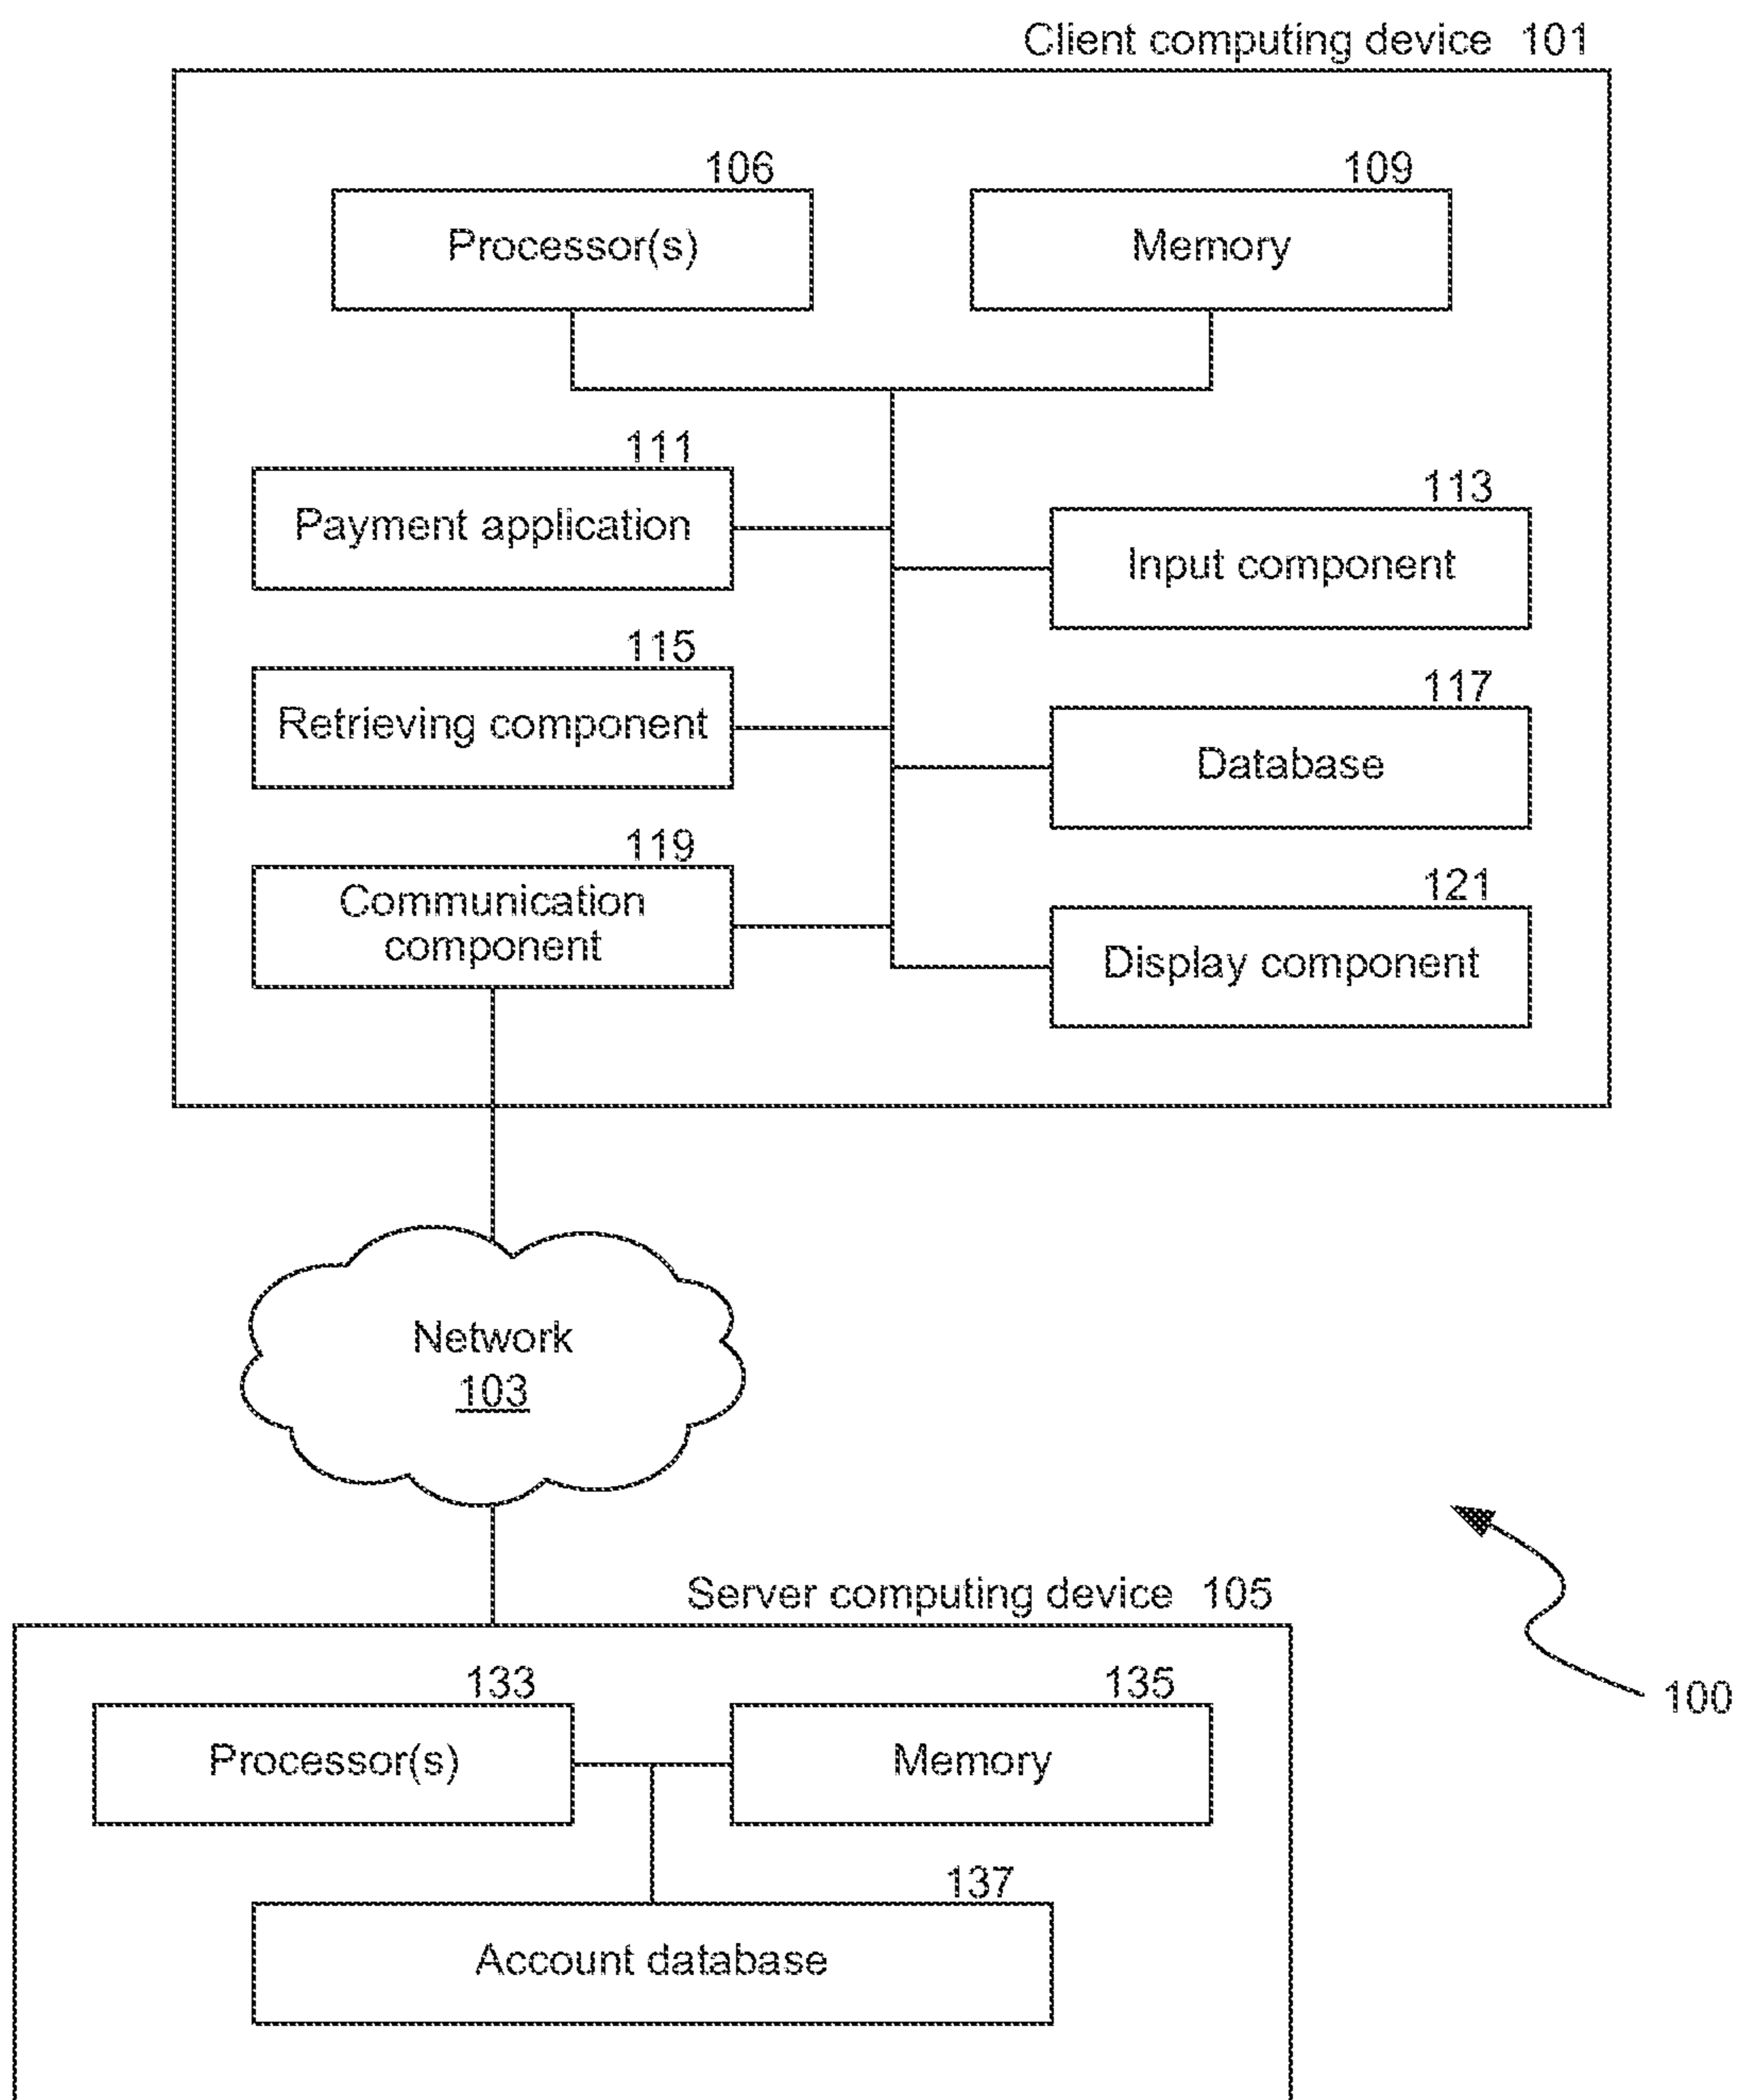 Client computing device 101
106
Processor(s)
109
Memory
111
Payment application
113
Input component
115
Retrieving component
117
Database
119
Communication
component
121
Display component
Network
103
Server computing device 105
133
Processor(s)
135
Memory
137
Account database
100